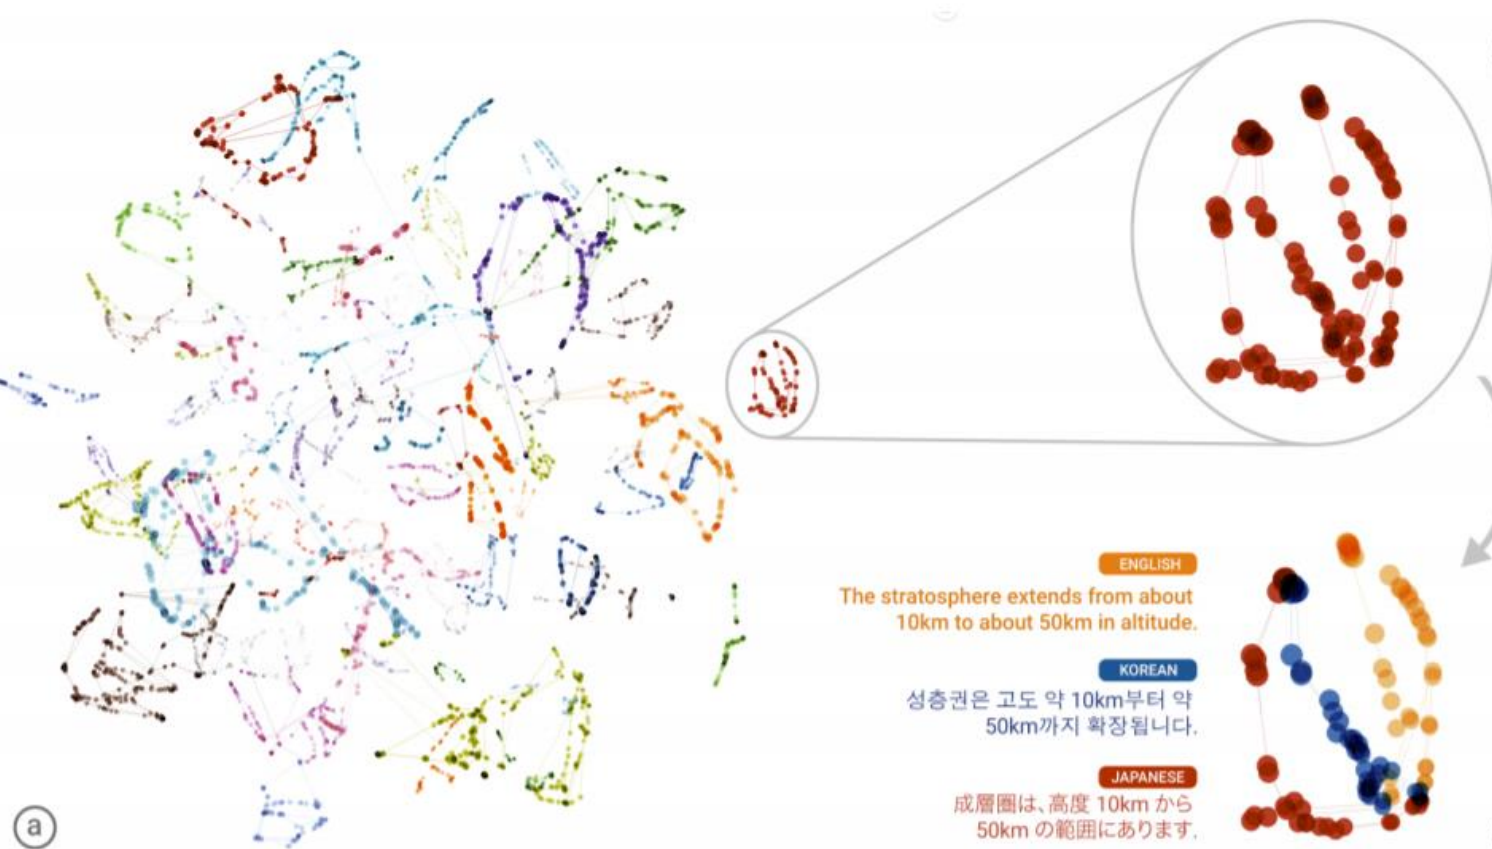 ENGLISH
The stratosphere extends from about
10km to about 50km in altitude.
KOREAN
성층권은 고도 약 10km부터 약
50km까지 확장됩니다.
JAPANESE
成層圏は、高度 10km から
50km の範囲にあります.
a